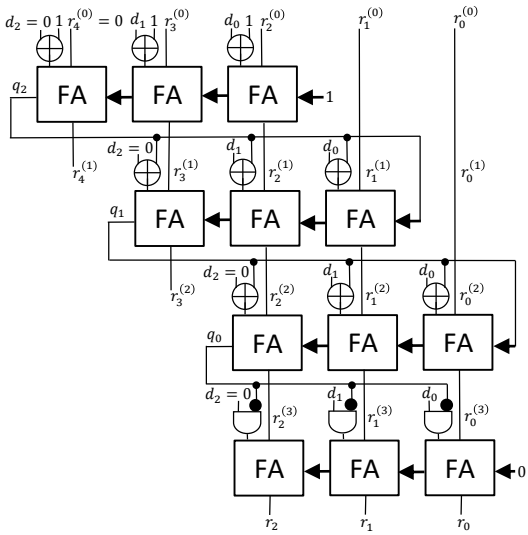 d₂ = 0 1 r₄⁽⁰⁾ = 0 d₁ 1 r₃⁽⁰⁾ d₀ 1 r₂⁽⁰⁾ r₁⁽⁰⁾ r₀⁽⁰⁾
q₂ FA FA FA 1
d₂ = 0 d₁ d₀
r₄⁽¹⁾ r₃⁽¹⁾ r₂⁽¹⁾ r₁⁽¹⁾ r₀⁽¹⁾
q₁ FA FA FA
d₂ = 0 d₁ d₀
r₃⁽²⁾ r₂⁽²⁾ r₁⁽²⁾ r₀⁽²⁾
q₀ FA FA FA
d₂ = 0 d₁ d₀
r₂⁽³⁾ r₁⁽³⁾ r₀⁽³⁾
FA FA FA 0
r₂ r₁ r₀